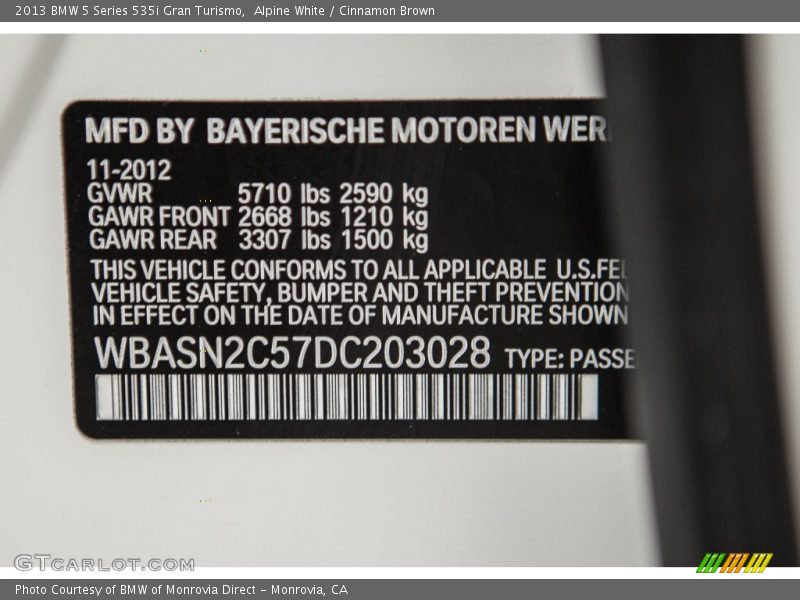 2013 BMW 5 Series 535i Gran Turismo, Alpine White / Cinnamon Brown
MFD BY BAYERISCHE MOTOREN WER
11-2012
GVWR 5710 lbs 2590 kg
GAWR FRONT 2668 lbs 1210 kg
GAWR REAR 3307 lbs 1500 kg
THIS VEHICLE CONFORMS TO ALL APPLICABLE U.S.FE
VEHICLE SAFETY, BUMPER AND THEFT PREVENTION
IN EFFECT ON THE DATE OF MANUFACTURE SHOWN
WBASN2C57DC203028 TYPE: PASSE
GTCARLOT.COM
Photo Courtesy of BMW of Monrovia Direct - Monrovia, CA